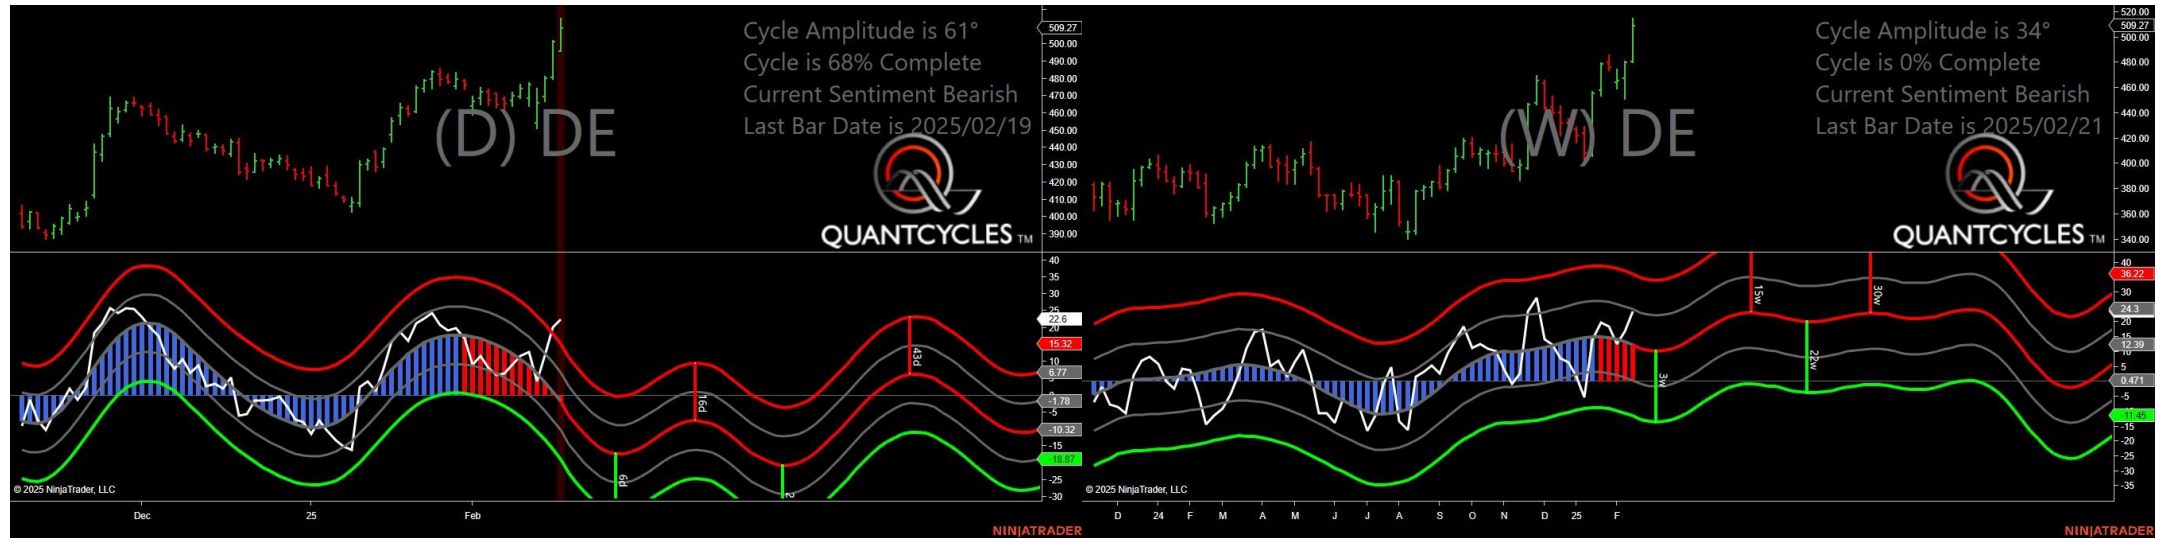 Cycle Amplitude is 61°
Cycle is 68% Complete
Current Sentiment Bearish
Last Bar Date is 2025/02/19
(D) DE
QUANTCYCLES TM
509.27
500.00
490.00
480.00
470.00
460.00
450.00
440.00
430.00
420.00
410.00
400.00
390.00
40
35
30
25
22.6
20
15.32
10
6.77
-1.78
-5
-10.32
-15
-18.87
-25
-30
6d
16d
2
43d
© 2025 NinjaTrader, LLC
Dec
25
Feb
NINJATRADER
Cycle Amplitude is 34°
Cycle is 0% Complete
Current Sentiment Bearish
Last Bar Date is 2025/02/21
(W) DE
QUANTCYCLES TM
520.00
509.27
500.00
480.00
460.00
440.00
420.00
400.00
380.00
360.00
340.00
40
36.22
30
24.3
20
15
12.39
10
5
0.471
-5
-11.45
-15
-20
-25
-30
-35
3w
15w
22w
30w
© 2025 NinjaTrader, LLC
D
24
F
M
A
M
J
J
A
S
O
N
D
25
F
NINJATRADER